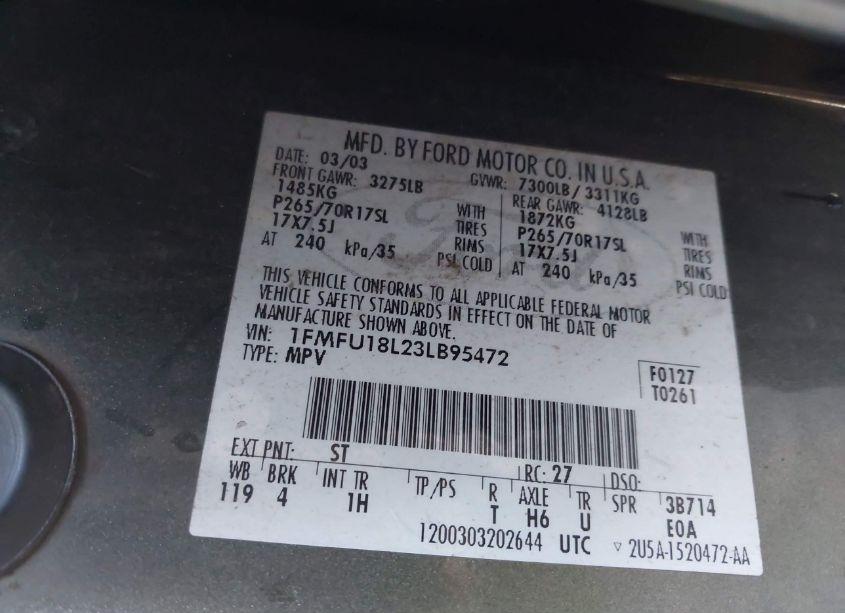 MFD. BY FORD MOTOR CO. IN U.S.A.
DATE: 03/03 GVWR: 7300LB / 3311KG
FRONT GAWR: 3275LB REAR GAWR: 4128LB
1485KG WITH 1872KG WITH
P265/70R17SL TIRES P265/70R17SL TIRES
17X7.5J RIMS 17X7.5J RIMS
AT 240 kPa/35 PSI COLD AT 240 kPa/35 PSI COLD
THIS VEHICLE CONFORMS TO ALL APPLICABLE FEDERAL MOTOR
VEHICLE SAFETY STANDARDS IN EFFECT ON THE DATE OF
MANUFACTURE SHOWN ABOVE.
VIN: 1FMFU18L23LB95472
TYPE: MPV
F0127
T0261
EXT PNT: ST RC: 27 DSO:
WB BRK INT TR TP/PS R AXLE TR SPR 3B714
119 4 1H T H6 U E0A
1200303202644 UTC ▽ 2U5A-1520472-AA
Ford